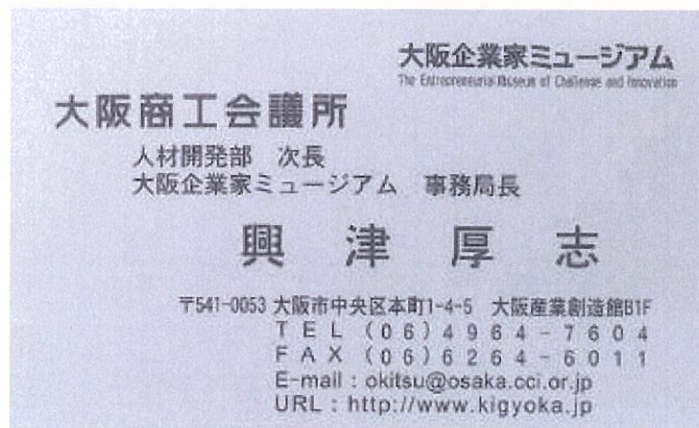 大阪企業家ミュージアム
The Entrepreneurial Museum of Challenge and Innovation
大阪商工会議所
人材開発部 次長
大阪企業家ミュージアム 事務局長
興津厚志
〒541-0053 大阪市中央区本町1-4-5 大阪産業創造館B1F
TEL (06)4964-7604
FAX (06)6264-6011
E-mail : okitsu@osaka.cci.or.jp
URL : http://www.kigyoka.jp